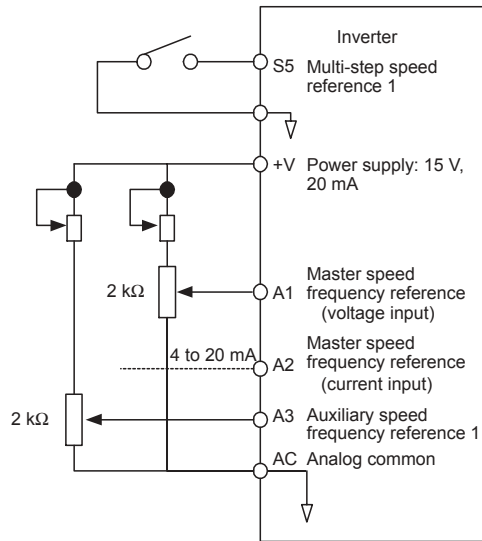 Inverter
S5 Multi-step speed
reference 1
+V Power supply: 15 V,
20 mA
2 kΩ
A1 Master speed
frequency reference
(voltage input)
4 to 20 mA
A2 Master speed
frequency reference
(current input)
2 kΩ
A3 Auxiliary speed
frequency reference 1
AC Analog common